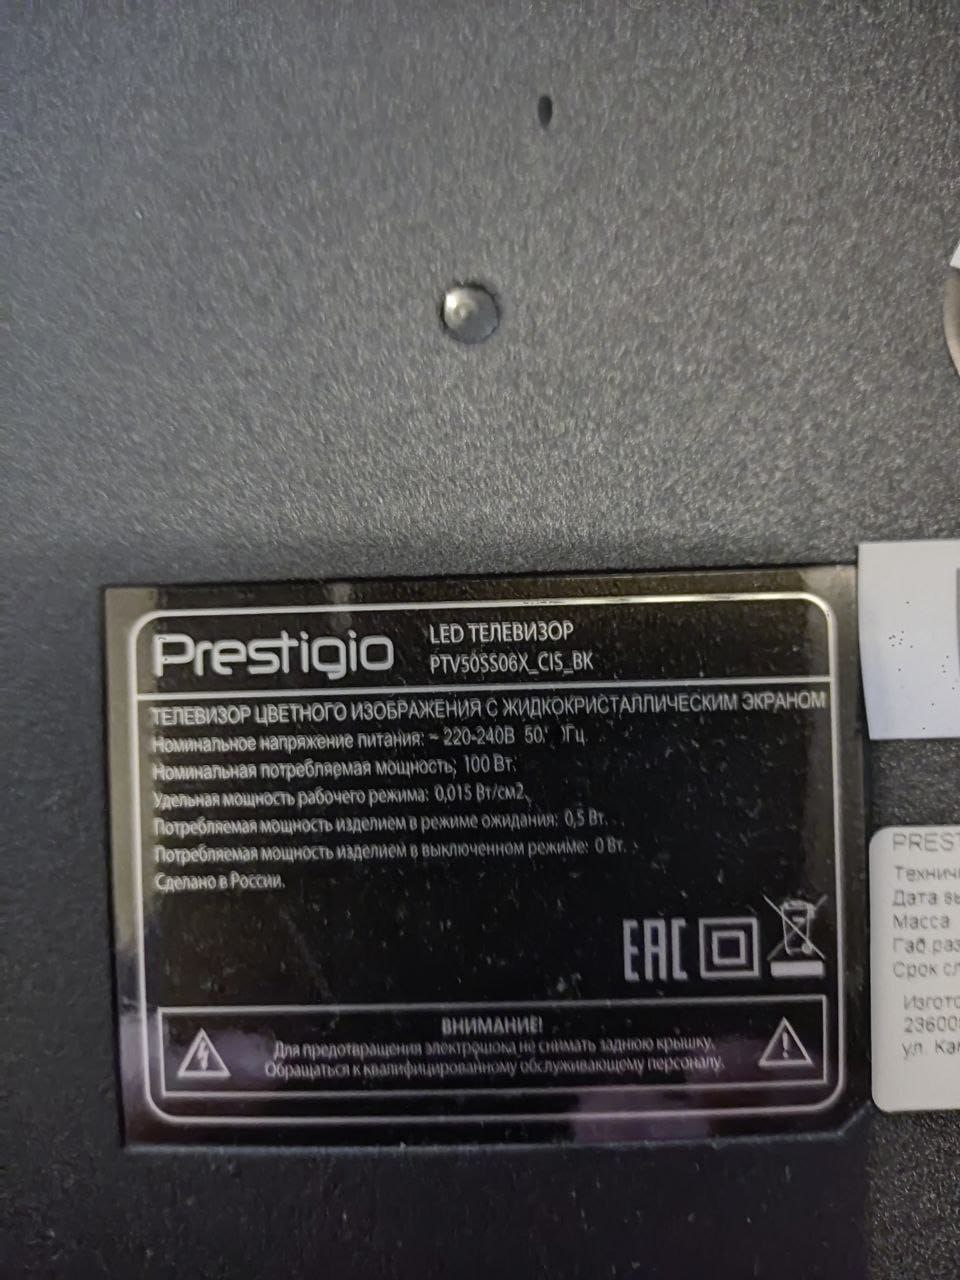 Prestigio
LED ТЕЛЕВИЗОР
PTV50SS06X_CIS_BK
ТЕЛЕВИЗОР ЦВЕТНОГО ИЗОБРАЖЕНИЯ С ЖИДКОКРИСТАЛЛИЧЕСКИМ ЭКРАНОМ
Номинальное напряжение питания: ~ 220-240В 50 Гц
Номинальная потребляемая мощность; 100 Вт.
Удельная мощность рабочего режима: 0,015 Вт/см2
Потребляемая мощность изделием в режиме ожидания: 0,5 Вт.
Потребляемая мощность изделием в выключенном режиме: 0 Вт.
Сделано в России.
EAC
ВНИМАНИЕ!
Для предотвращения электрошока не снимать заднюю крышку.
Обращаться к квалифицированному обслуживающему персоналу.
PREST
Технич
Дата вы
Масса
Габ.раз
Срок сл
Изгото
23600
ул. Кал